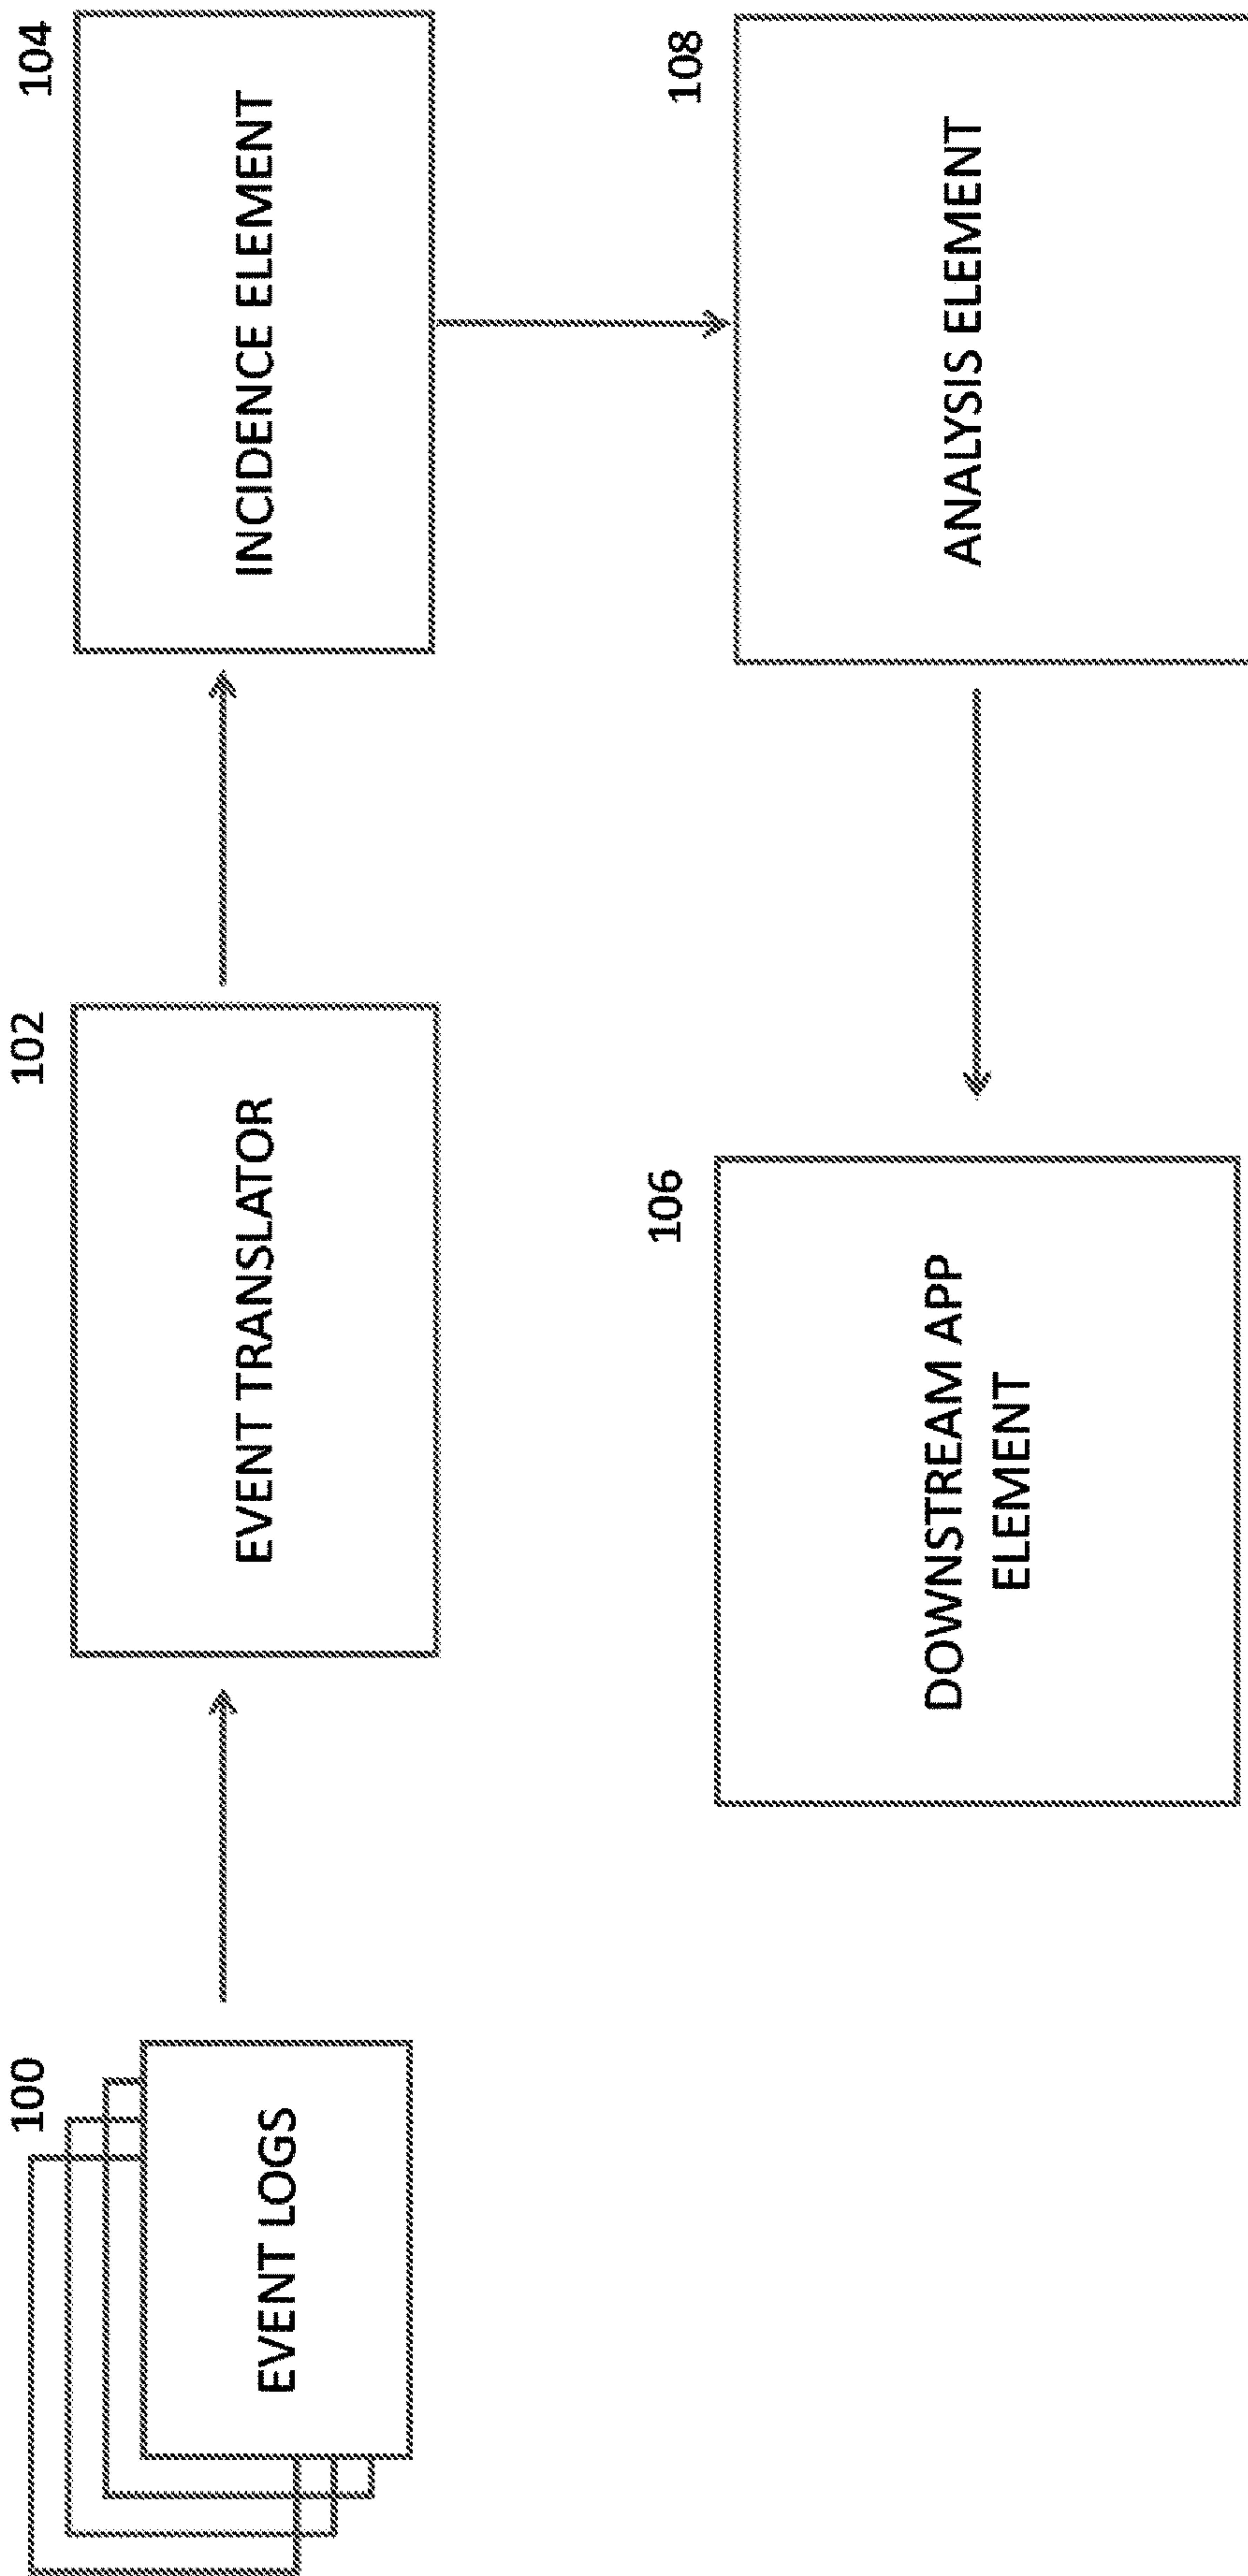 100
EVENT LOGS
102
EVENT TRANSLATOR
104
INCIDENCE ELEMENT
106
DOWNSTREAM APP
ELEMENT
108
ANALYSIS ELEMENT